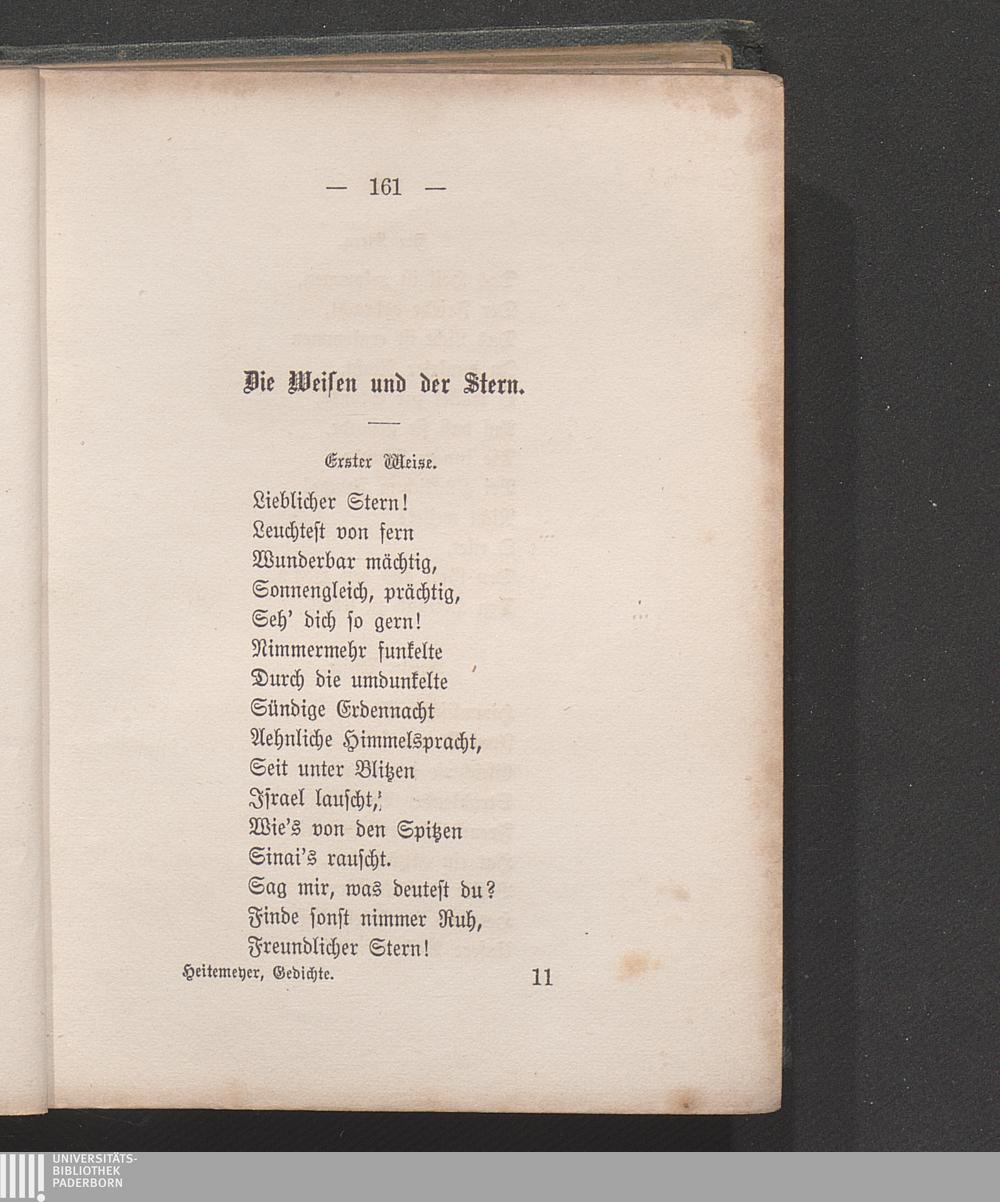 — 161 —
Die Weisen und der Stern.
Erster Weise.
Lieblicher Stern!
Leuchtest von fern
Wunderbar mächtig,
Sonnengleich, prächtig,
Seh' dich so gern!
Nimmermehr funkelte
Durch die umdunkelte
Sündige Erdennacht
Aehnliche Himmelspracht,
Seit unter Blitzen
Israel lauscht,
Wie's von den Spitzen
Sinai's rauscht.
Sag mir, was deutest du?
Finde sonst nimmer Ruh,
Freundlicher Stern!
Heitemeyer, Gedichte. 11
UNIVERSITÄTS-
BIBLIOTHEK
PADERBORN